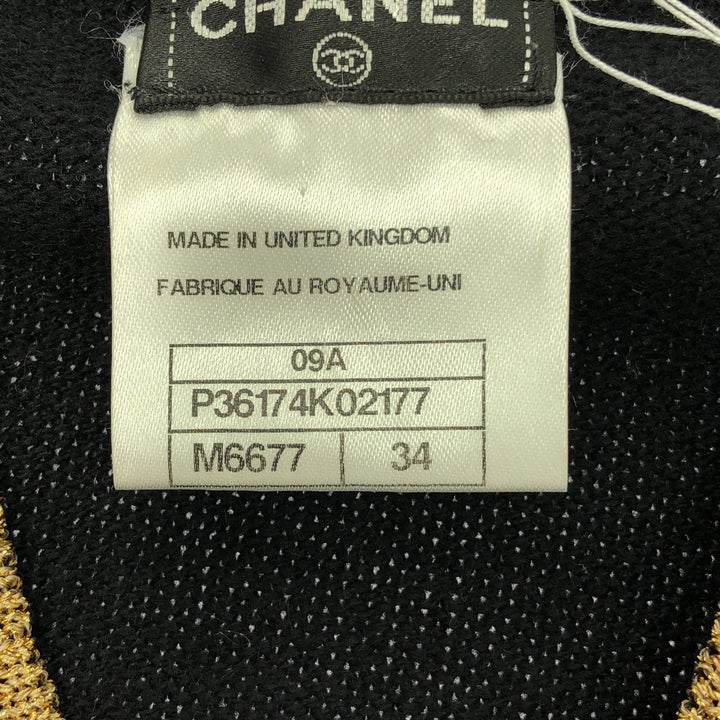 CHANEL
MADE IN UNITED KINGDOM
FABRIQUE AU ROYAUME-UNI
09A
P36174K02177
M6677 34